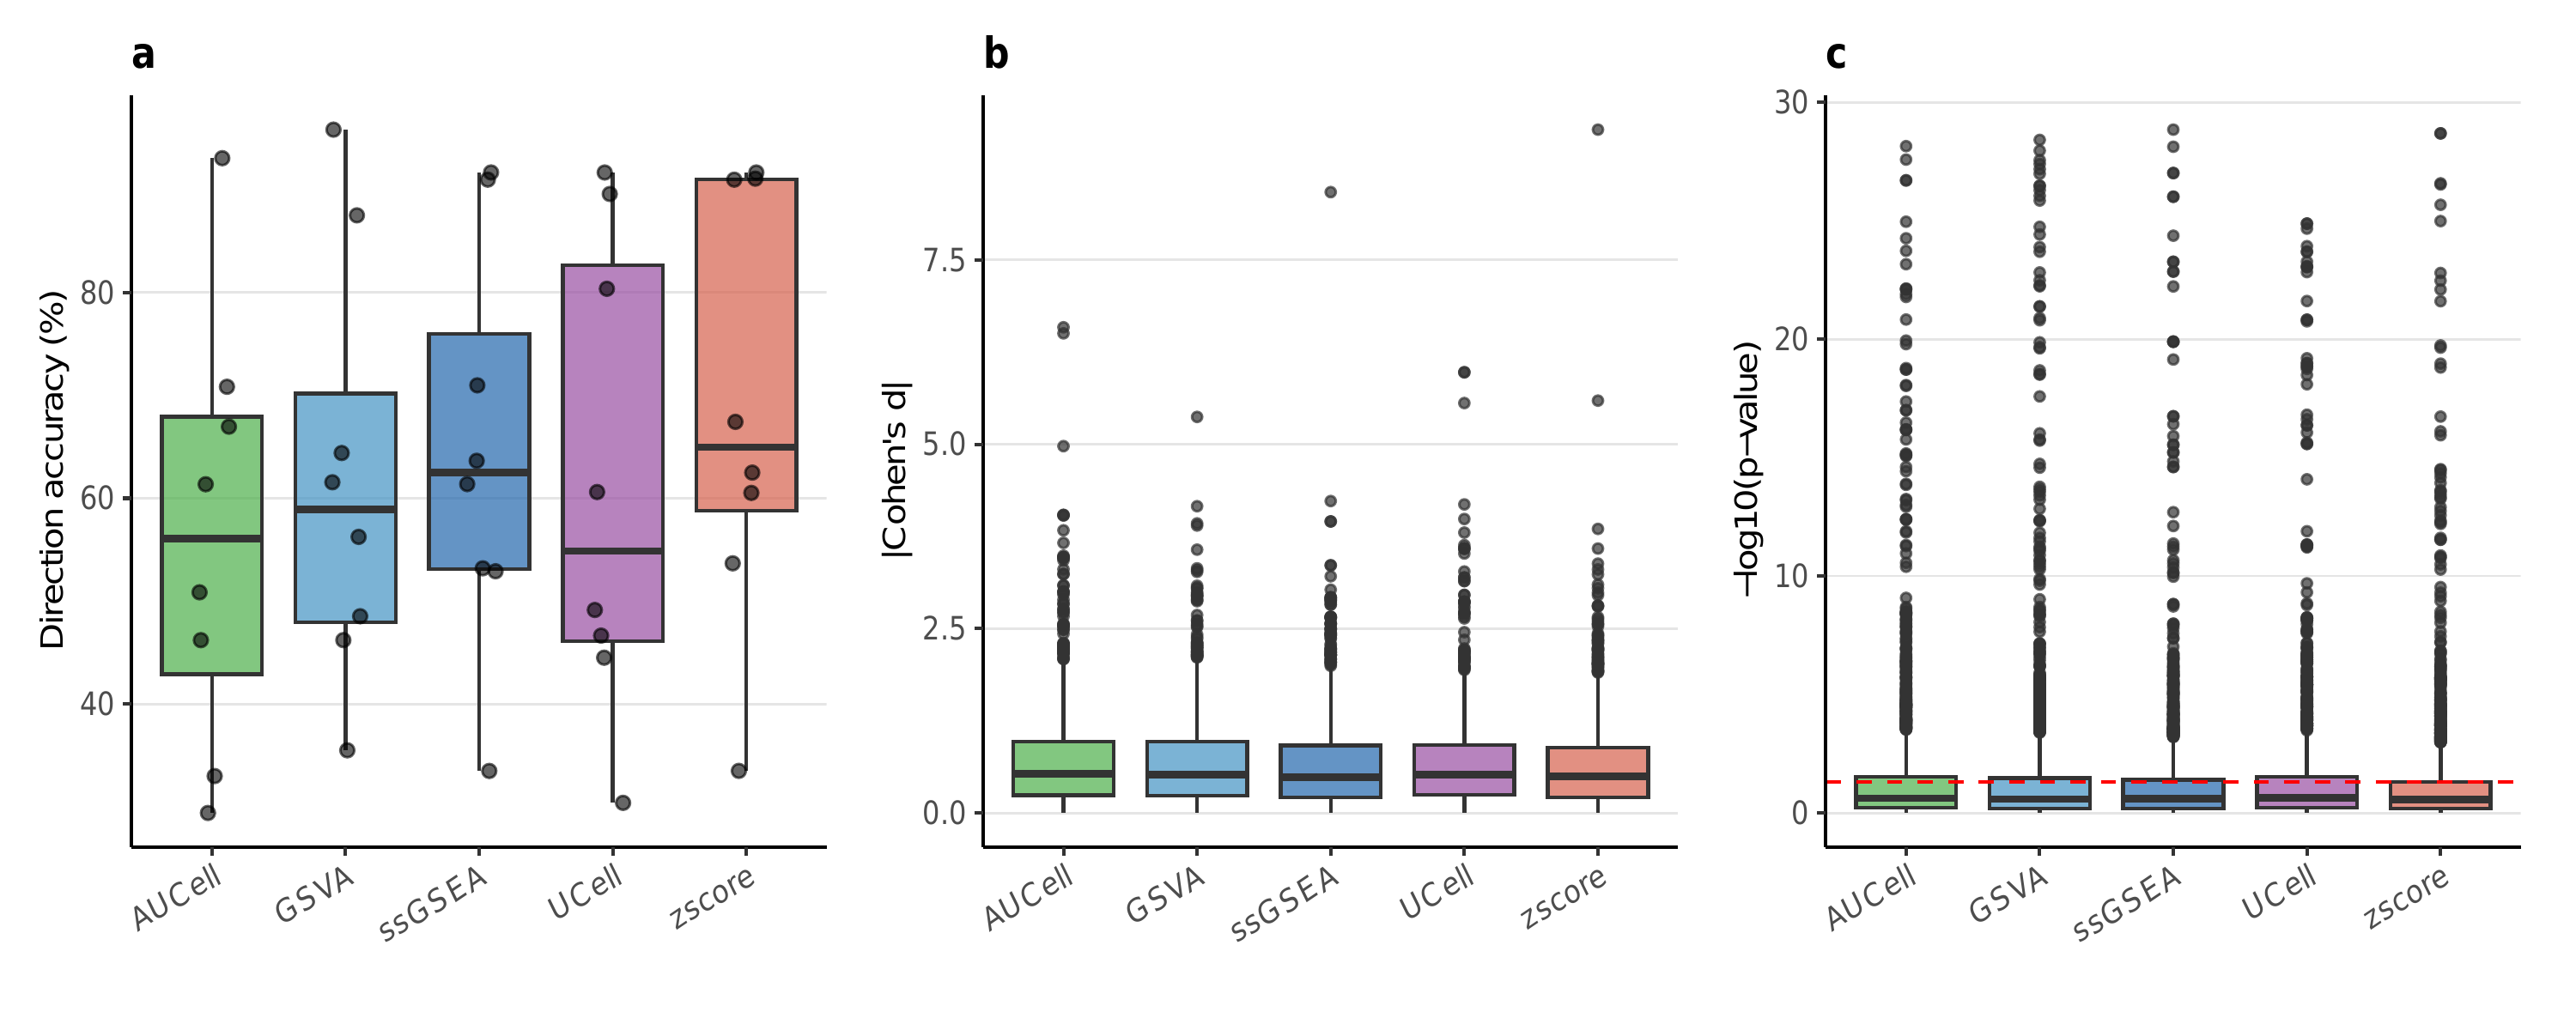 a
Direction accuracy (%)
80
60
40
AUCell
GSVA
ssGSEA
UCell
zscore
b
|Cohen's d|
7.5
5.0
2.5
0.0
AUCell
GSVA
ssGSEA
UCell
zscore
c
−log10(p−value)
30
20
10
0
AUCell
GSVA
ssGSEA
UCell
zscore